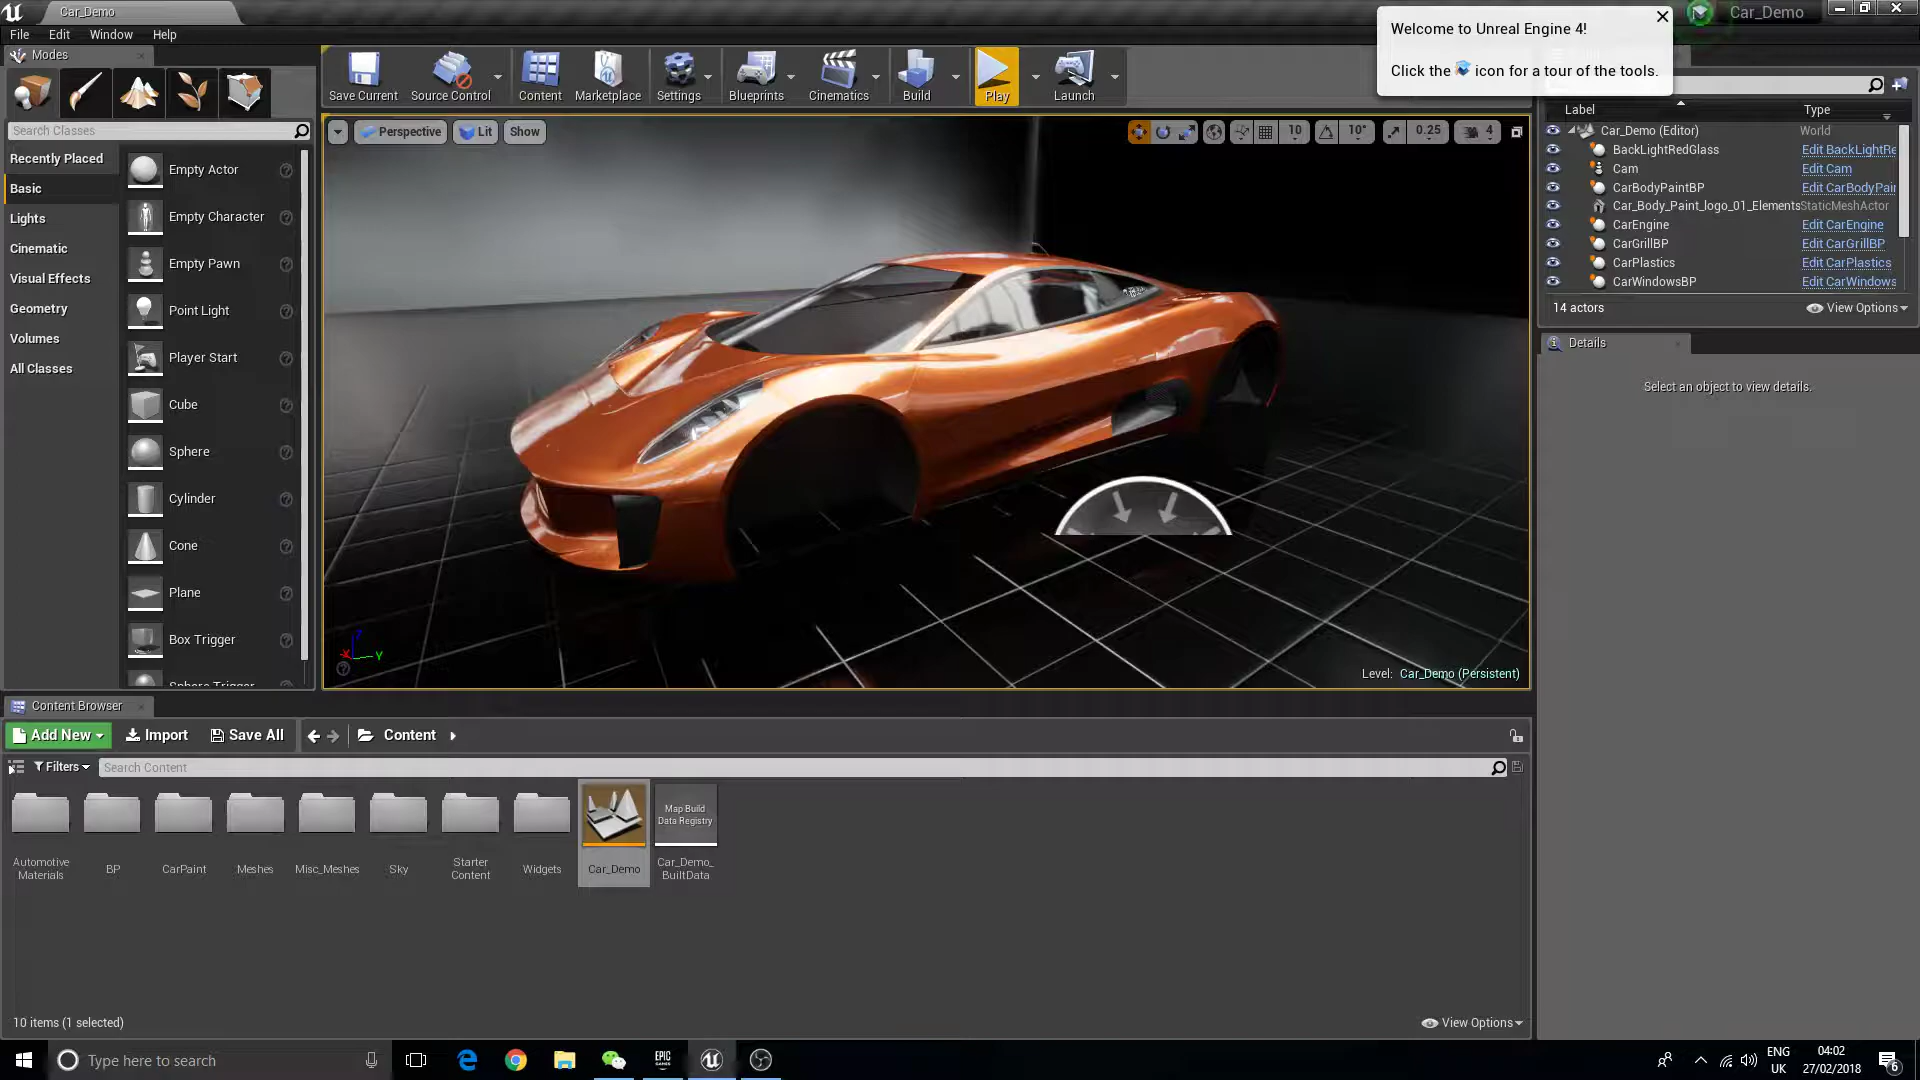 Car_Demo
File Edit Window Help
Modes
Search Classes
Recently Placed
Basic
Lights
Cinematic
Visual Effects
Geometry
Volumes
All Classes
Empty Actor
Empty Character
Empty Pawn
Point Light
Player Start
Cube
Sphere
Cylinder
Cone
Plane
Box Trigger
Sphere Trigger
Save Current
Source Control
Content
Marketplace
Settings
Blueprints
Cinematics
Build
Play
Launch
Perspective
Lit
Show
10
10°
0.25
4
X
Y
Z
Level: Car_Demo (Persistent)
Welcome to Unreal Engine 4!
Click the icon for a tour of the tools.
Car_Demo
Label Type
Car_Demo (Editor) World
BackLightRedGlass Edit BackLightRe
Cam Edit Cam
CarBodyPaintBP Edit CarBodyPain
Car_Body_Paint_logo_01_Elements StaticMeshActor
CarEngine Edit CarEngine
CarGrillBP Edit CarGrillBP
CarPlastics Edit CarPlastics
CarWindowsBP Edit CarWindows
14 actors
View Options
Details
Select an object to view details.
Content Browser
Add New
Import
Save All
Content
Filters
Search Content
Automotive
Materials
BP
CarPaint
Meshes
Misc_Meshes
Sky
Starter
Content
Widgets
Car_Demo
Map Build
Data Registry
Car_Demo_
BuiltData
10 items (1 selected)
View Options
Type here to search
EPIC
GAMES
ENG
UK
04:02
27/02/2018
6